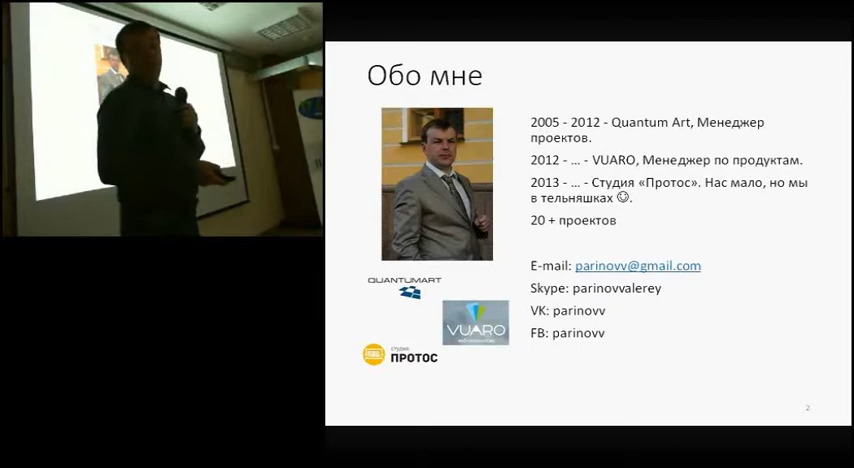 Обо мне
2005 - 2012 - Quantum Art, Менеджер
проектов.
2012 - ... - VUARO, Менеджер по продуктам.
2013 - ... - Студия «Протос». Нас мало, но мы
в тельняшках ☺.
20 + проектов
E-mail: parinovv@gmail.com
Skype: parinovvalerey
VK: parinovv
FB: parinovv
QUANTUMART
VUARO
студия
ПРОТОС
2